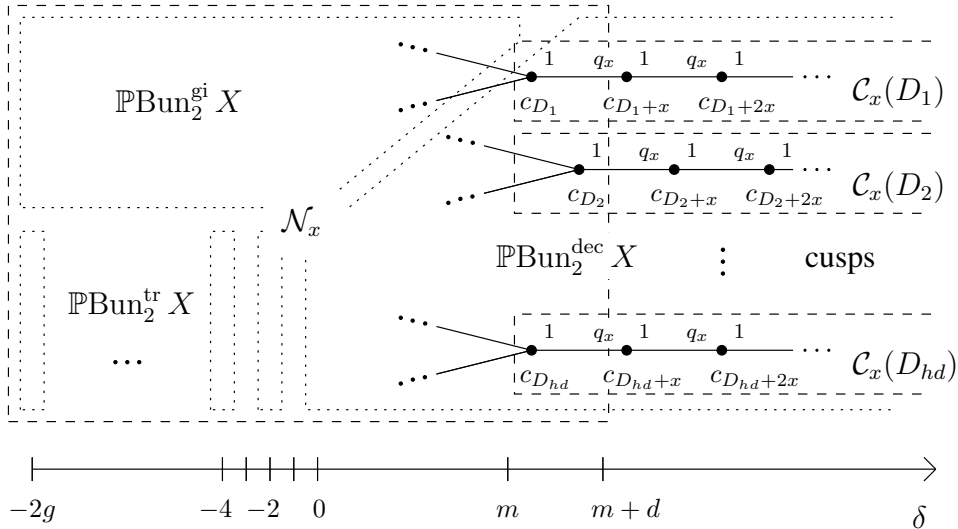 1 q_x 1 q_x 1
ℙBun₂^gi X
c_{D_1} c_{D_1+x} c_{D_1+2x} ··· 𝒞_x(D_1)
1 q_x 1 q_x 1
c_{D_2} c_{D_2+x} c_{D_2+2x} ··· 𝒞_x(D_2)
𝒩_x
ℙBun₂^dec X ⋮ cusps
ℙBun₂^tr X
···
1 q_x 1 q_x 1
c_{D_{hd}} c_{D_{hd}+x} c_{D_{hd}+2x} ··· 𝒞_x(D_{hd})
−2g −4 −2 0 m m + d δ